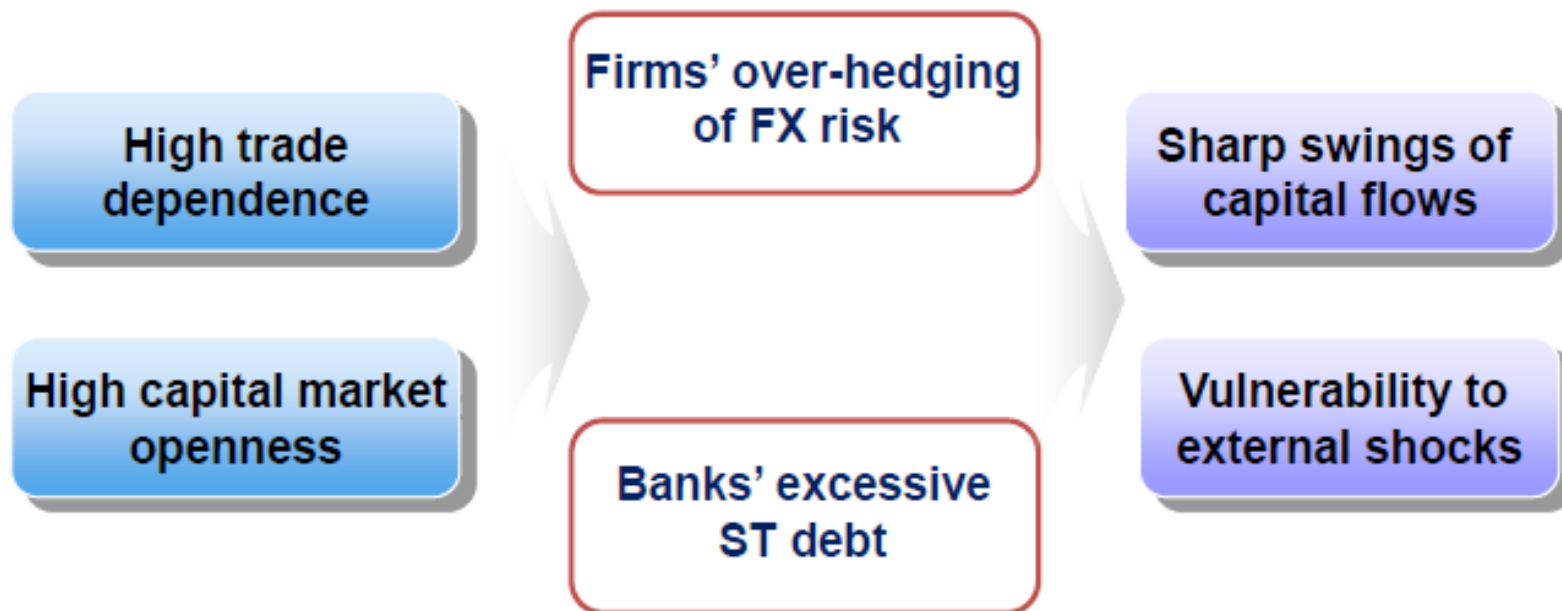 High trade
dependence
High capital market
openness
Firms’ over-hedging
of FX risk
Banks’ excessive
ST debt
Sharp swings of
capital flows
Vulnerability to
external shocks